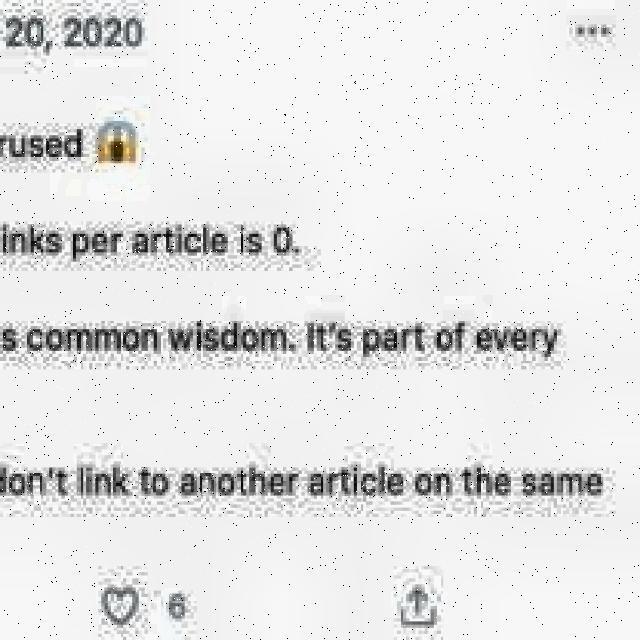 20, 2020
rused 😱
inks per article is 0.
s common wisdom. It's part of every
don't link to another article on the same
6